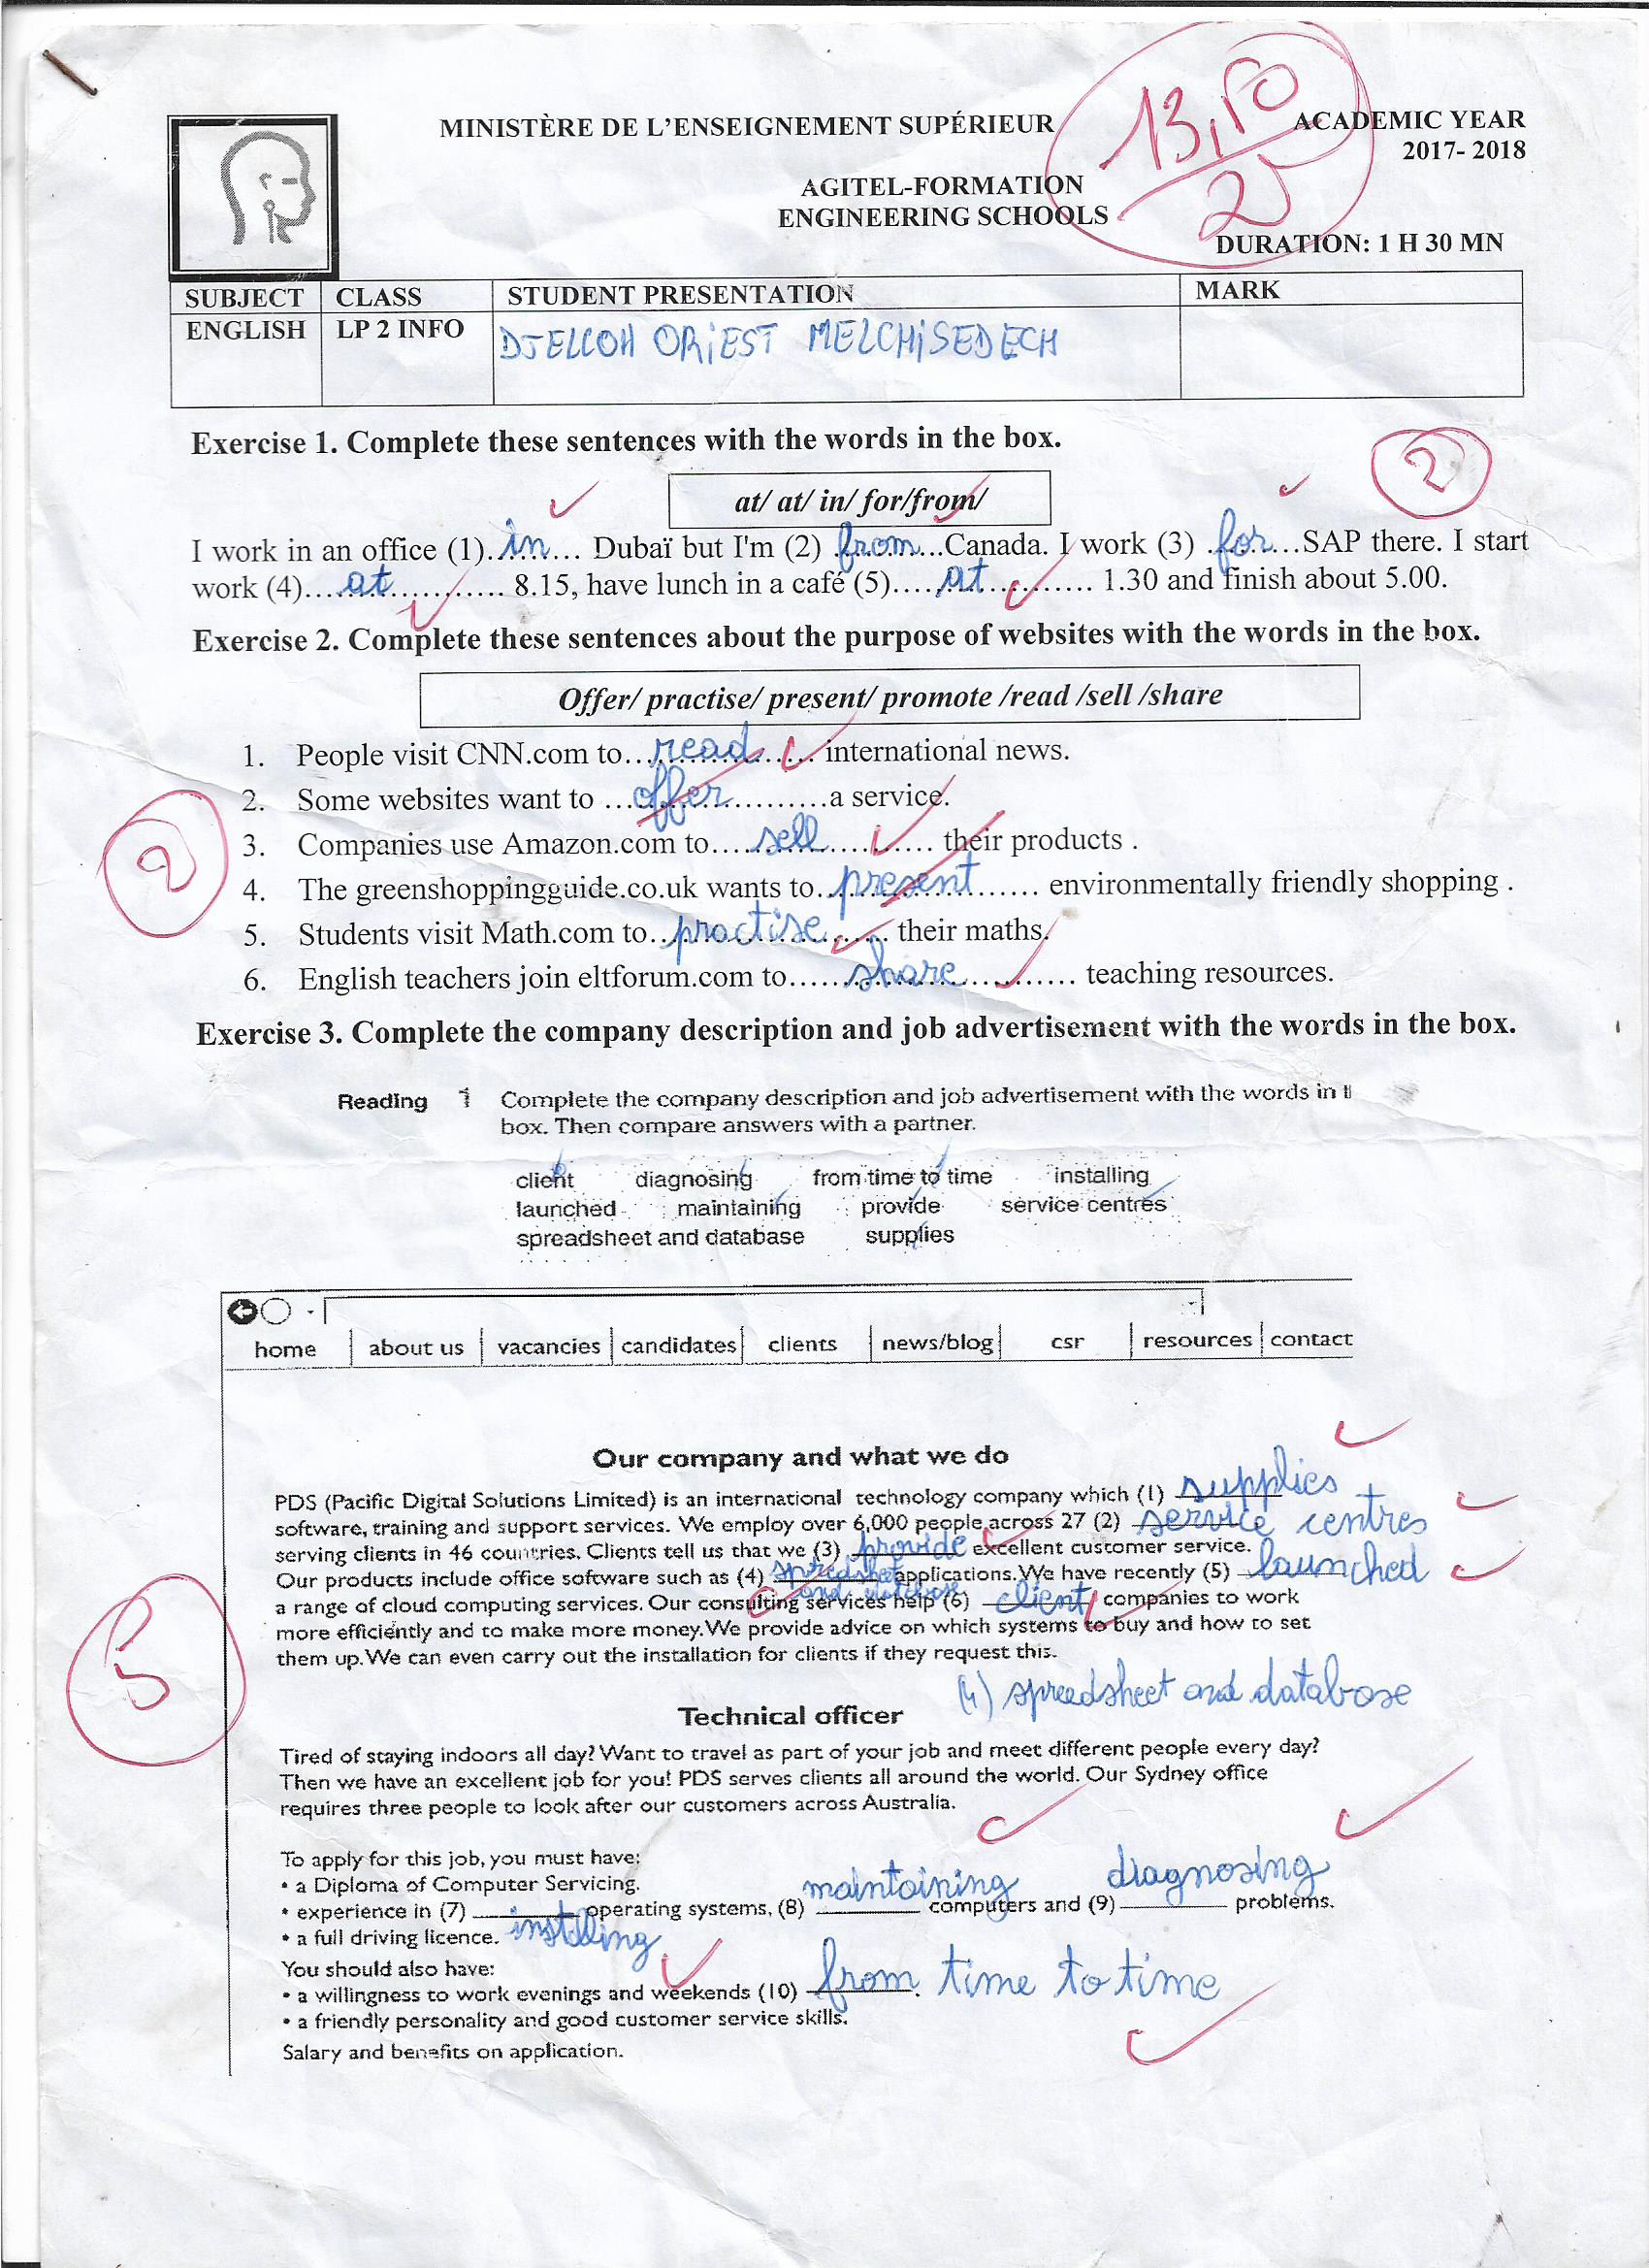 MINISTÈRE DE L'ENSEIGNEMENT SUPÉRIEUR
ACADEMIC YEAR
2017- 2018
AGITEL-FORMATION
ENGINEERING SCHOOLS
DURATION: 1 H 30 MN
13,50
SUBJECT CLASS STUDENT PRESENTATION MARK
ENGLISH LP 2 INFO DJELLOH ORIEST MELCHISEDECH
Exercise 1. Complete these sentences with the words in the box.
2
at/ at/ in/ for/from/
I work in an office (1)..in... Dubaï but I'm (2) .from...Canada. I work (3) .for...SAP there. I start
work (4)....at.................. 8.15, have lunch in a café (5).....at............ 1.30 and finish about 5.00.
Exercise 2. Complete these sentences about the purpose of websites with the words in the box.
Offer/ practise/ present/ promote /read /sell /share
1. People visit CNN.com to...read....... international news.
2. Some websites want to ...offer..........a service.
2
3. Companies use Amazon.com to....sell........... their products .
4. The greenshoppingguide.co.uk wants to..present....... environmentally friendly shopping .
5. Students visit Math.com to..practise....... their maths.
6. English teachers join eltforum.com to......share............ teaching resources.
Exercise 3. Complete the company description and job advertisement with the words in the box.
Reading 1 Complete the company description and job advertisement with the words in
box. Then compare answers with a partner.
client diagnosing from time to time installing
launched maintaining provide service centres
spreadsheet and database supplies
home about us vacancies candidates clients news/blog csr resources contact
Our company and what we do
PDS (Pacific Digital Solutions Limited) is an international technology company which (1) supplies
software, training and support services. We employ over 6,000 people across 27 (2) service centres
serving clients in 46 countries. Clients tell us that we (3) provide excellent customer service.
Our products include office software such as (4) spredsheet and database applications. We have recently (5) launched
a range of cloud computing services. Our consulting services help (6) client companies to work
more efficiently and to make more money. We provide advice on which systems to buy and how to set
them up. We can even carry out the installation for clients if they request this.
5
(4) spreedsheet and database
Technical officer
Tired of staying indoors all day? Want to travel as part of your job and meet different people every day?
Then we have an excellent job for you! PDS serves clients all around the world. Our Sydney office
requires three people to look after our customers across Australia.
To apply for this job, you must have:
• a Diploma of Computer Servicing.
• experience in (7) instaling operating systems, (8) maintaining computers and (9) diagnosing problems.
• a full driving licence.
You should also have:
• a willingness to work evenings and weekends (10) from time to time.
• a friendly personality and good customer service skills.
Salary and benefits on application.